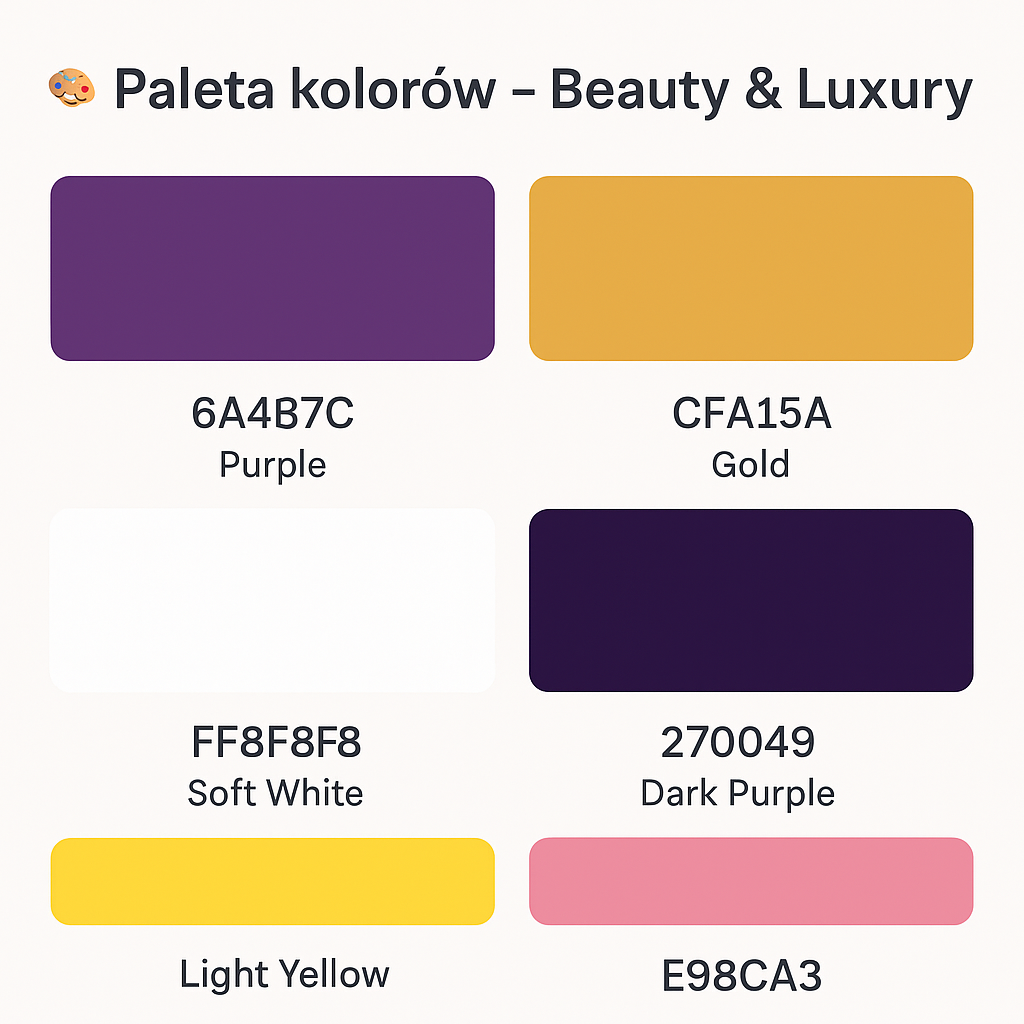 Paleta kolorów – Beauty & Luxury
6A4B7C
CFA15A
Purple
Gold
FF8F8F8
270049
Soft White
Dark Purple
Light Yellow
E98CA3